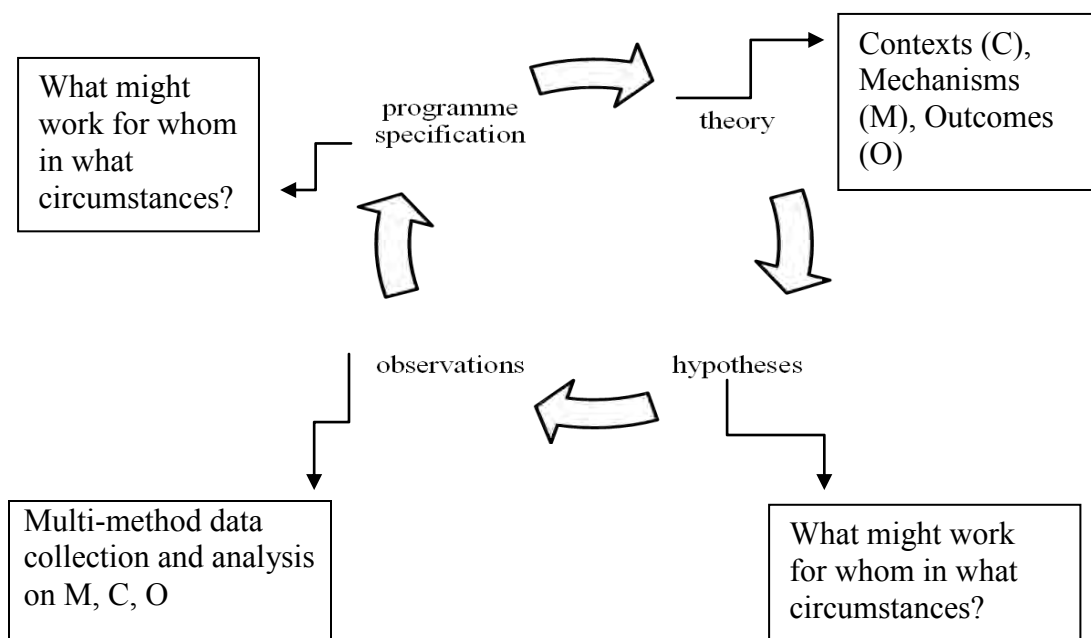 What might
work for whom
in what
circumstances?
programme
specification
theory
Contexts (C),
Mechanisms
(M), Outcomes
(O)
observations
hypotheses
Multi-method data
collection and analysis
on M, C, O
What might work
for whom in what
circumstances?